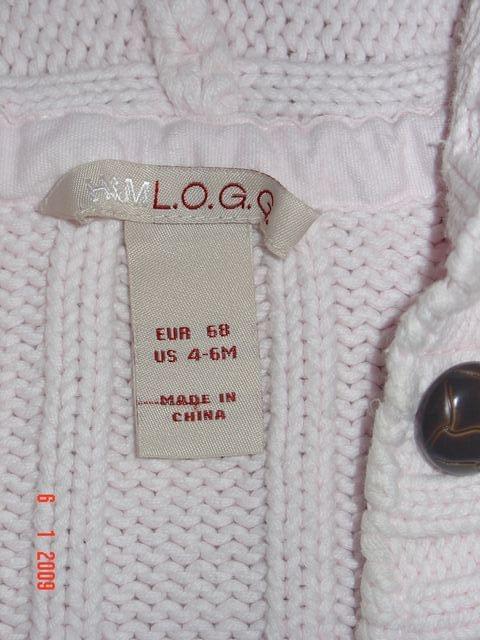 H&M L.O.G.G
EUR 68
US 4-6M
MADE IN
CHINA
6 1 2009